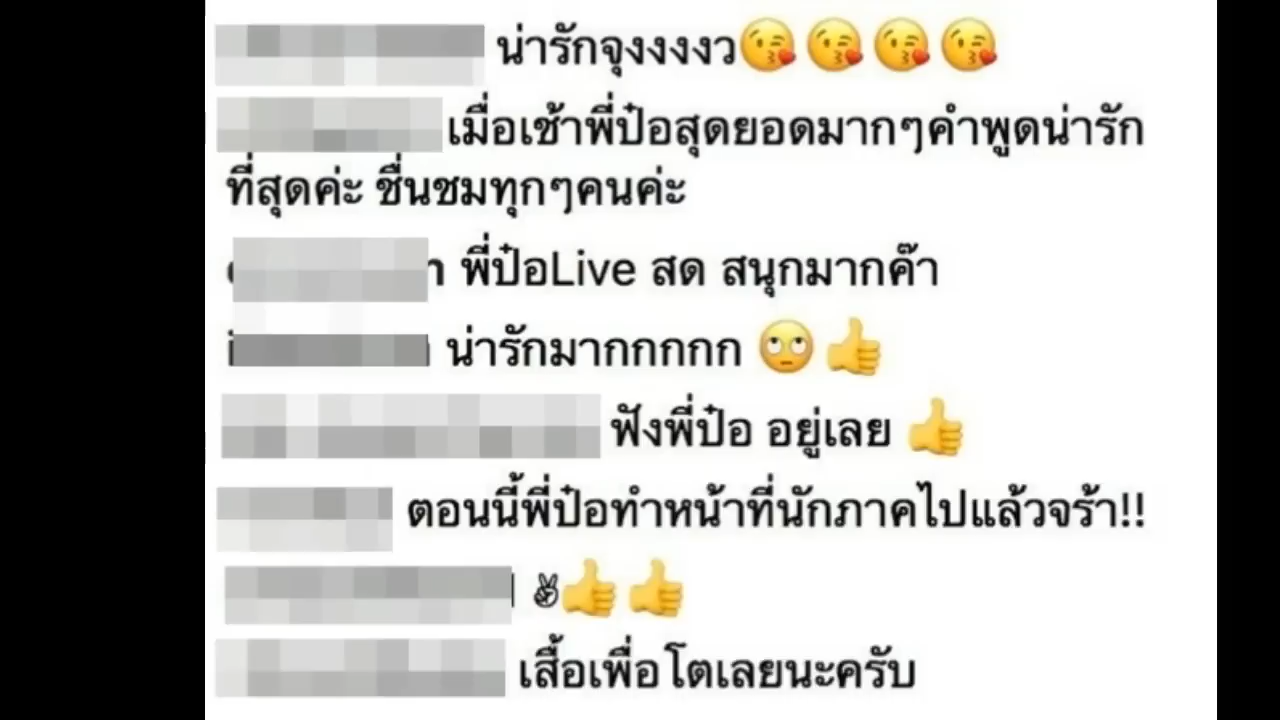 น่ารักจุงงงงว😘😘😘😘
เมื่อเช้าพี่ป๋อสุดยอดมากๆคำพูดน่ารัก
ที่สุดค่ะ ชื่นชมทุกๆคนค่ะ
พี่ป๋อLive สด สนุกมากค๊า
น่ารักมากกกกก 🙄👍
ฟังพี่ป๋อ อยู่เลย 👍
ตอนนี้พี่ป๋อทำหน้าที่นักภาคไปแล้วจร้า!!
✌👍👍
เสื้อเพื่อโตเลยนะครับ